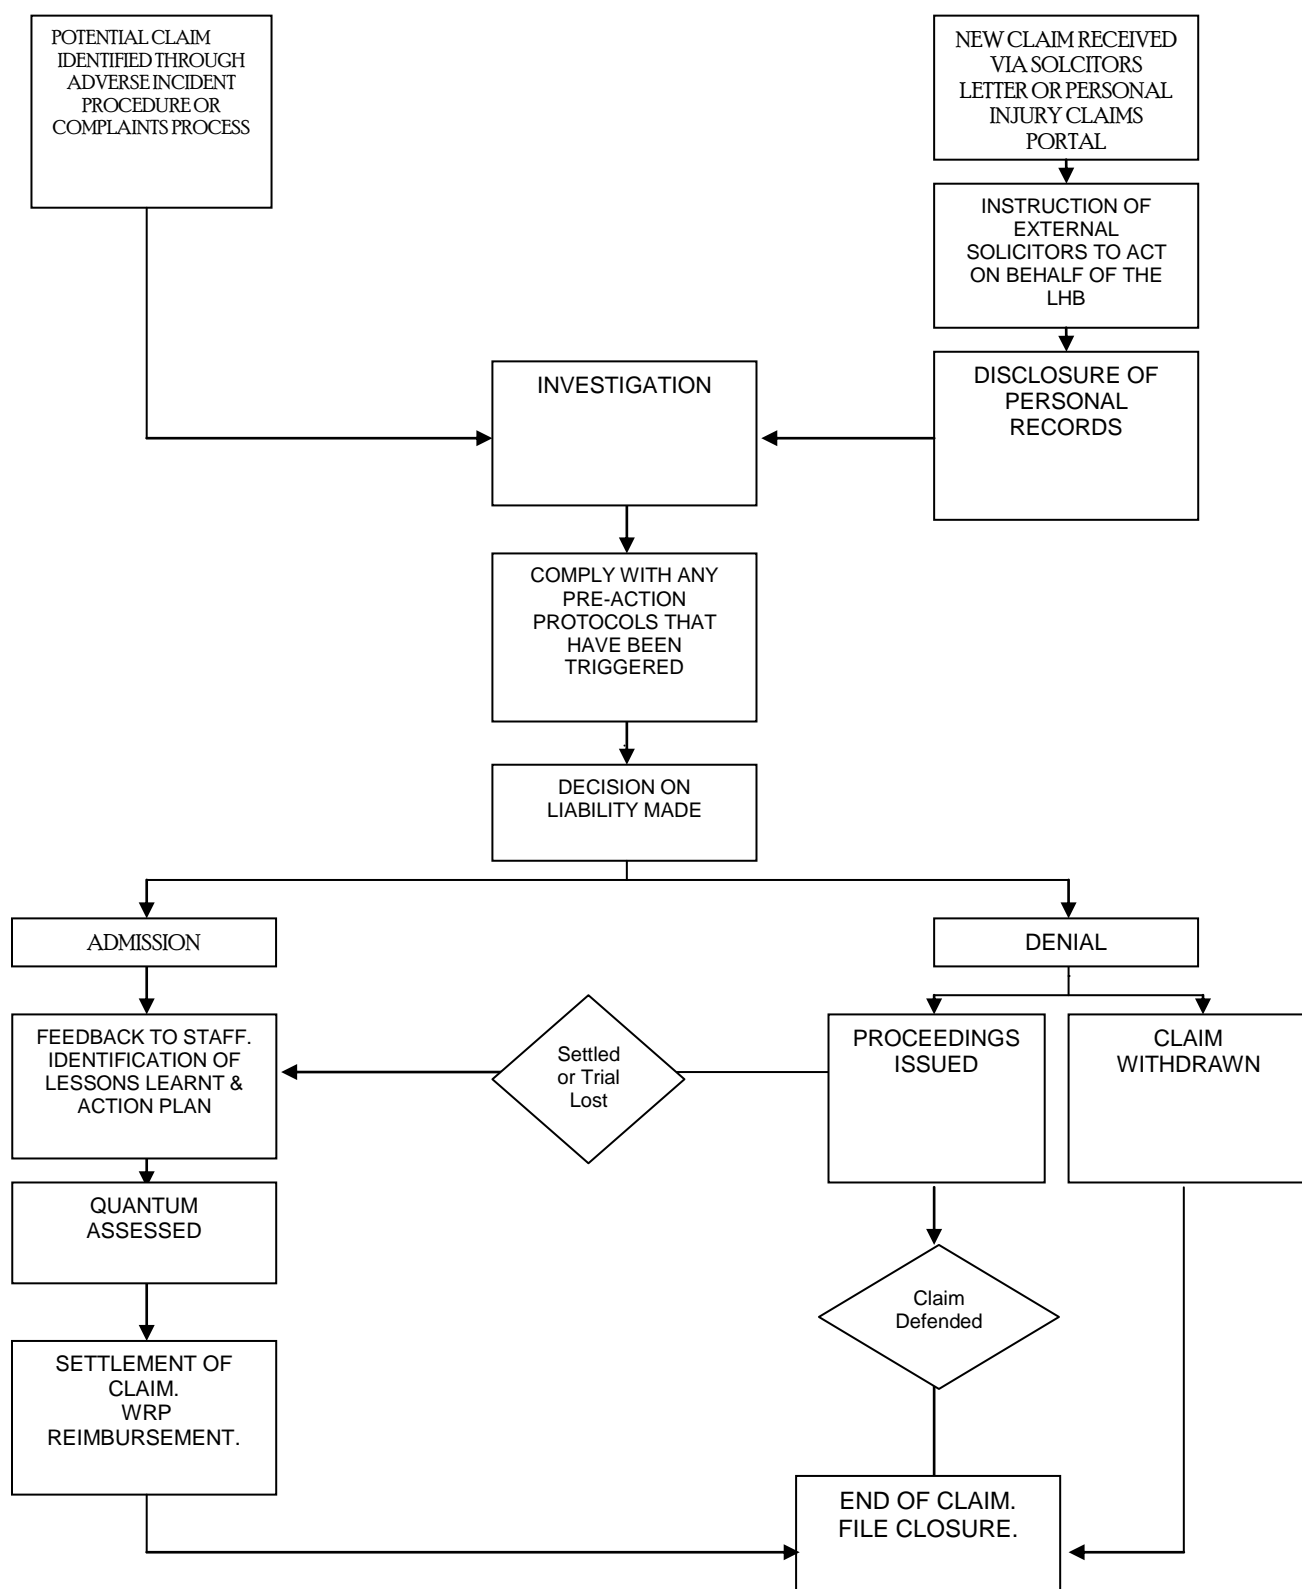 POTENTIAL CLAIM
IDENTIFIED THROUGH
ADVERSE INCIDENT
PROCEDURE OR
COMPLAINTS PROCESS
NEW CLAIM RECEIVED
VIA SOLCITORS
LETTER OR PERSONAL
INJURY CLAIMS
PORTAL
INSTRUCTION OF
EXTERNAL
SOLICITORS TO ACT
ON BEHALF OF THE
LHB
DISCLOSURE OF
PERSONAL
RECORDS
INVESTIGATION
COMPLY WITH ANY
PRE-ACTION
PROTOCOLS THAT
HAVE BEEN
TRIGGERED
DECISION ON
LIABILITY MADE
ADMISSION
DENIAL
FEEDBACK TO STAFF.
IDENTIFICATION OF
LESSONS LEARNT &
ACTION PLAN
Settled
or Trial
Lost
PROCEEDINGS
ISSUED
CLAIM
WITHDRAWN
QUANTUM
ASSESSED
Claim
Defended
SETTLEMENT OF
CLAIM.
WRP
REIMBURSEMENT.
END OF CLAIM.
FILE CLOSURE.